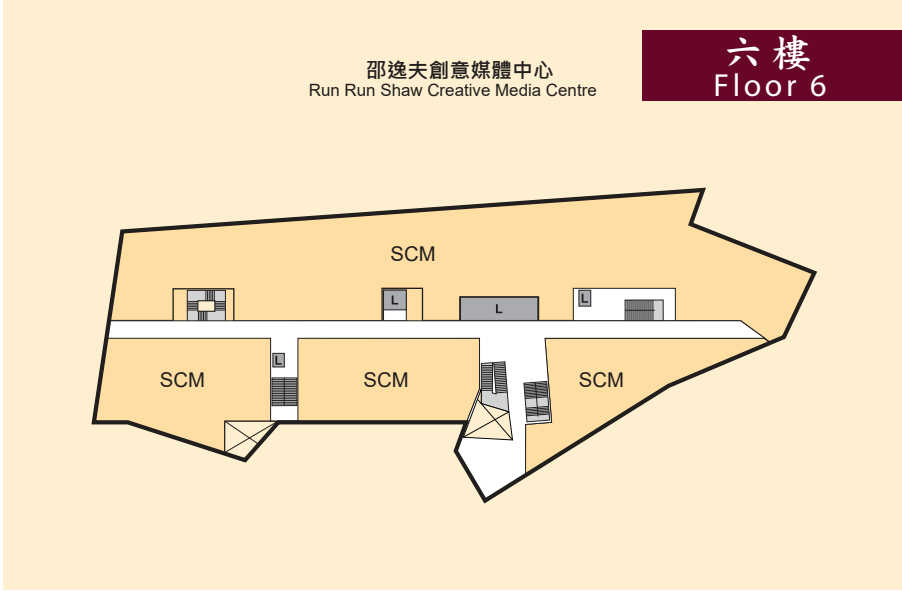 六樓
Floor 6
邵逸夫創意媒體中心
Run Run Shaw Creative Media Centre
SCM
L
L
L
L
SCM
SCM
SCM